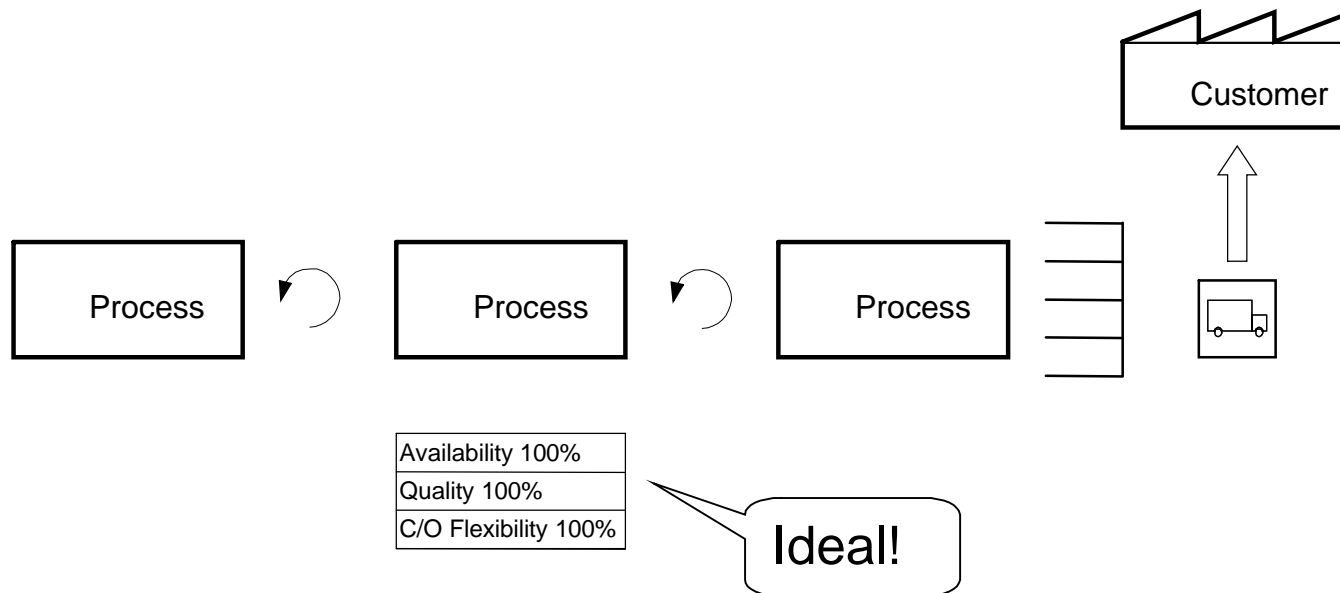 Customer
Process
Process
Process
Availability 100%
Quality 100%
C/O Flexibility 100%
Ideal!